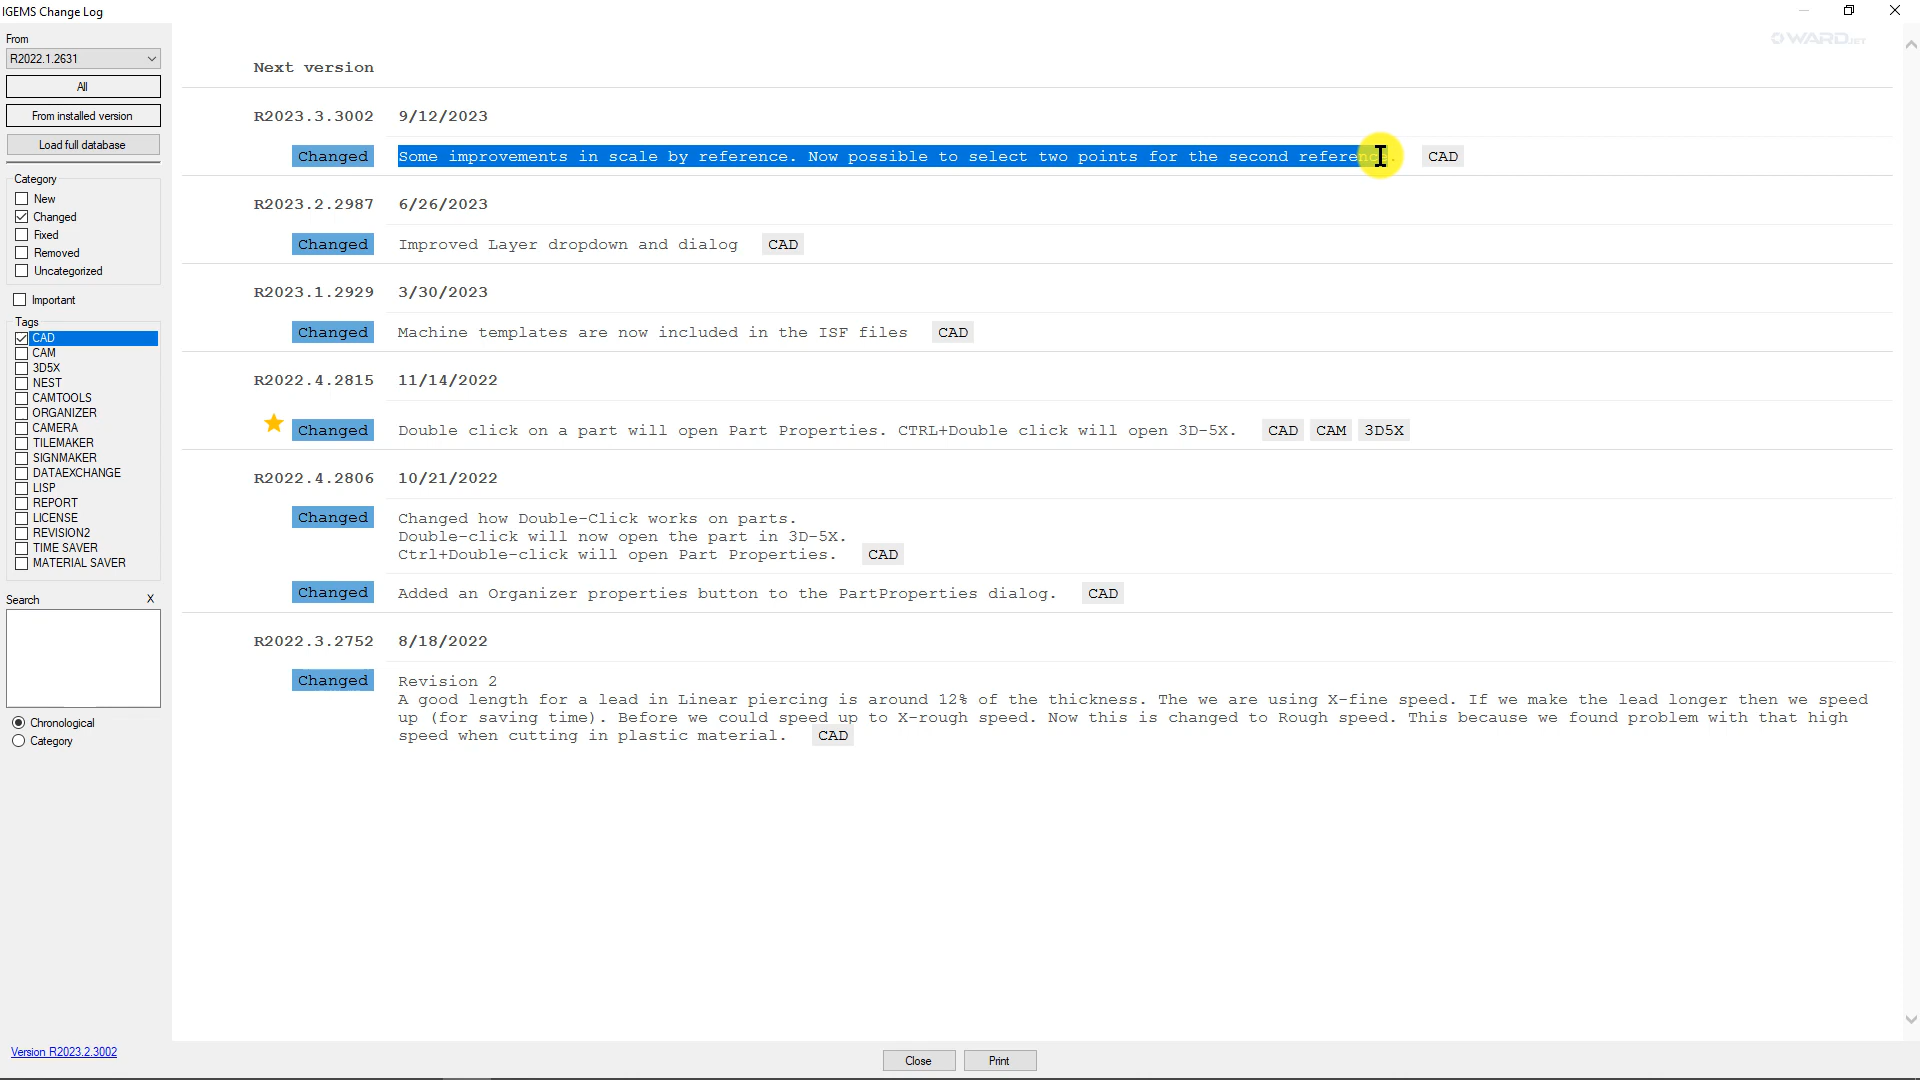 IGEMS Change Log
From
R2022.1.2631
All
From installed version
Load full database
Category
New
Changed
Fixed
Removed
Uncategorized
Important
Tags
CAD
CAM
3D5X
NEST
CAMTOOLS
ORGANIZER
CAMERA
TILEMAKER
SIGNMAKER
DATAEXCHANGE
LISP
REPORT
LICENSE
REVISION2
TIME SAVER
MATERIAL SAVER
Search X
Chronological
Category
Version R2023.2.3002
WARDJET
Next version
R2023.3.3002 9/12/2023
Changed Some improvements in scale by reference. Now possible to select two points for the second reference. CAD
R2023.2.2987 6/26/2023
Changed Improved Layer dropdown and dialog CAD
R2023.1.2929 3/30/2023
Changed Machine templates are now included in the ISF files CAD
R2022.4.2815 11/14/2022
Changed Double click on a part will open Part Properties. CTRL+Double click will open 3D-5X. CAD CAM 3D5X
R2022.4.2806 10/21/2022
Changed Changed how Double-Click works on parts.
Double-click will now open the part in 3D-5X.
Ctrl+Double-click will open Part Properties. CAD
Changed Added an Organizer properties button to the PartProperties dialog. CAD
R2022.3.2752 8/18/2022
Changed Revision 2
A good length for a lead in Linear piercing is around 12% of the thickness. The we are using X-fine speed. If we make the lead longer then we speed
up (for saving time). Before we could speed up to X-rough speed. Now this is changed to Rough speed. This because we found problem with that high
speed when cutting in plastic material. CAD
Close Print